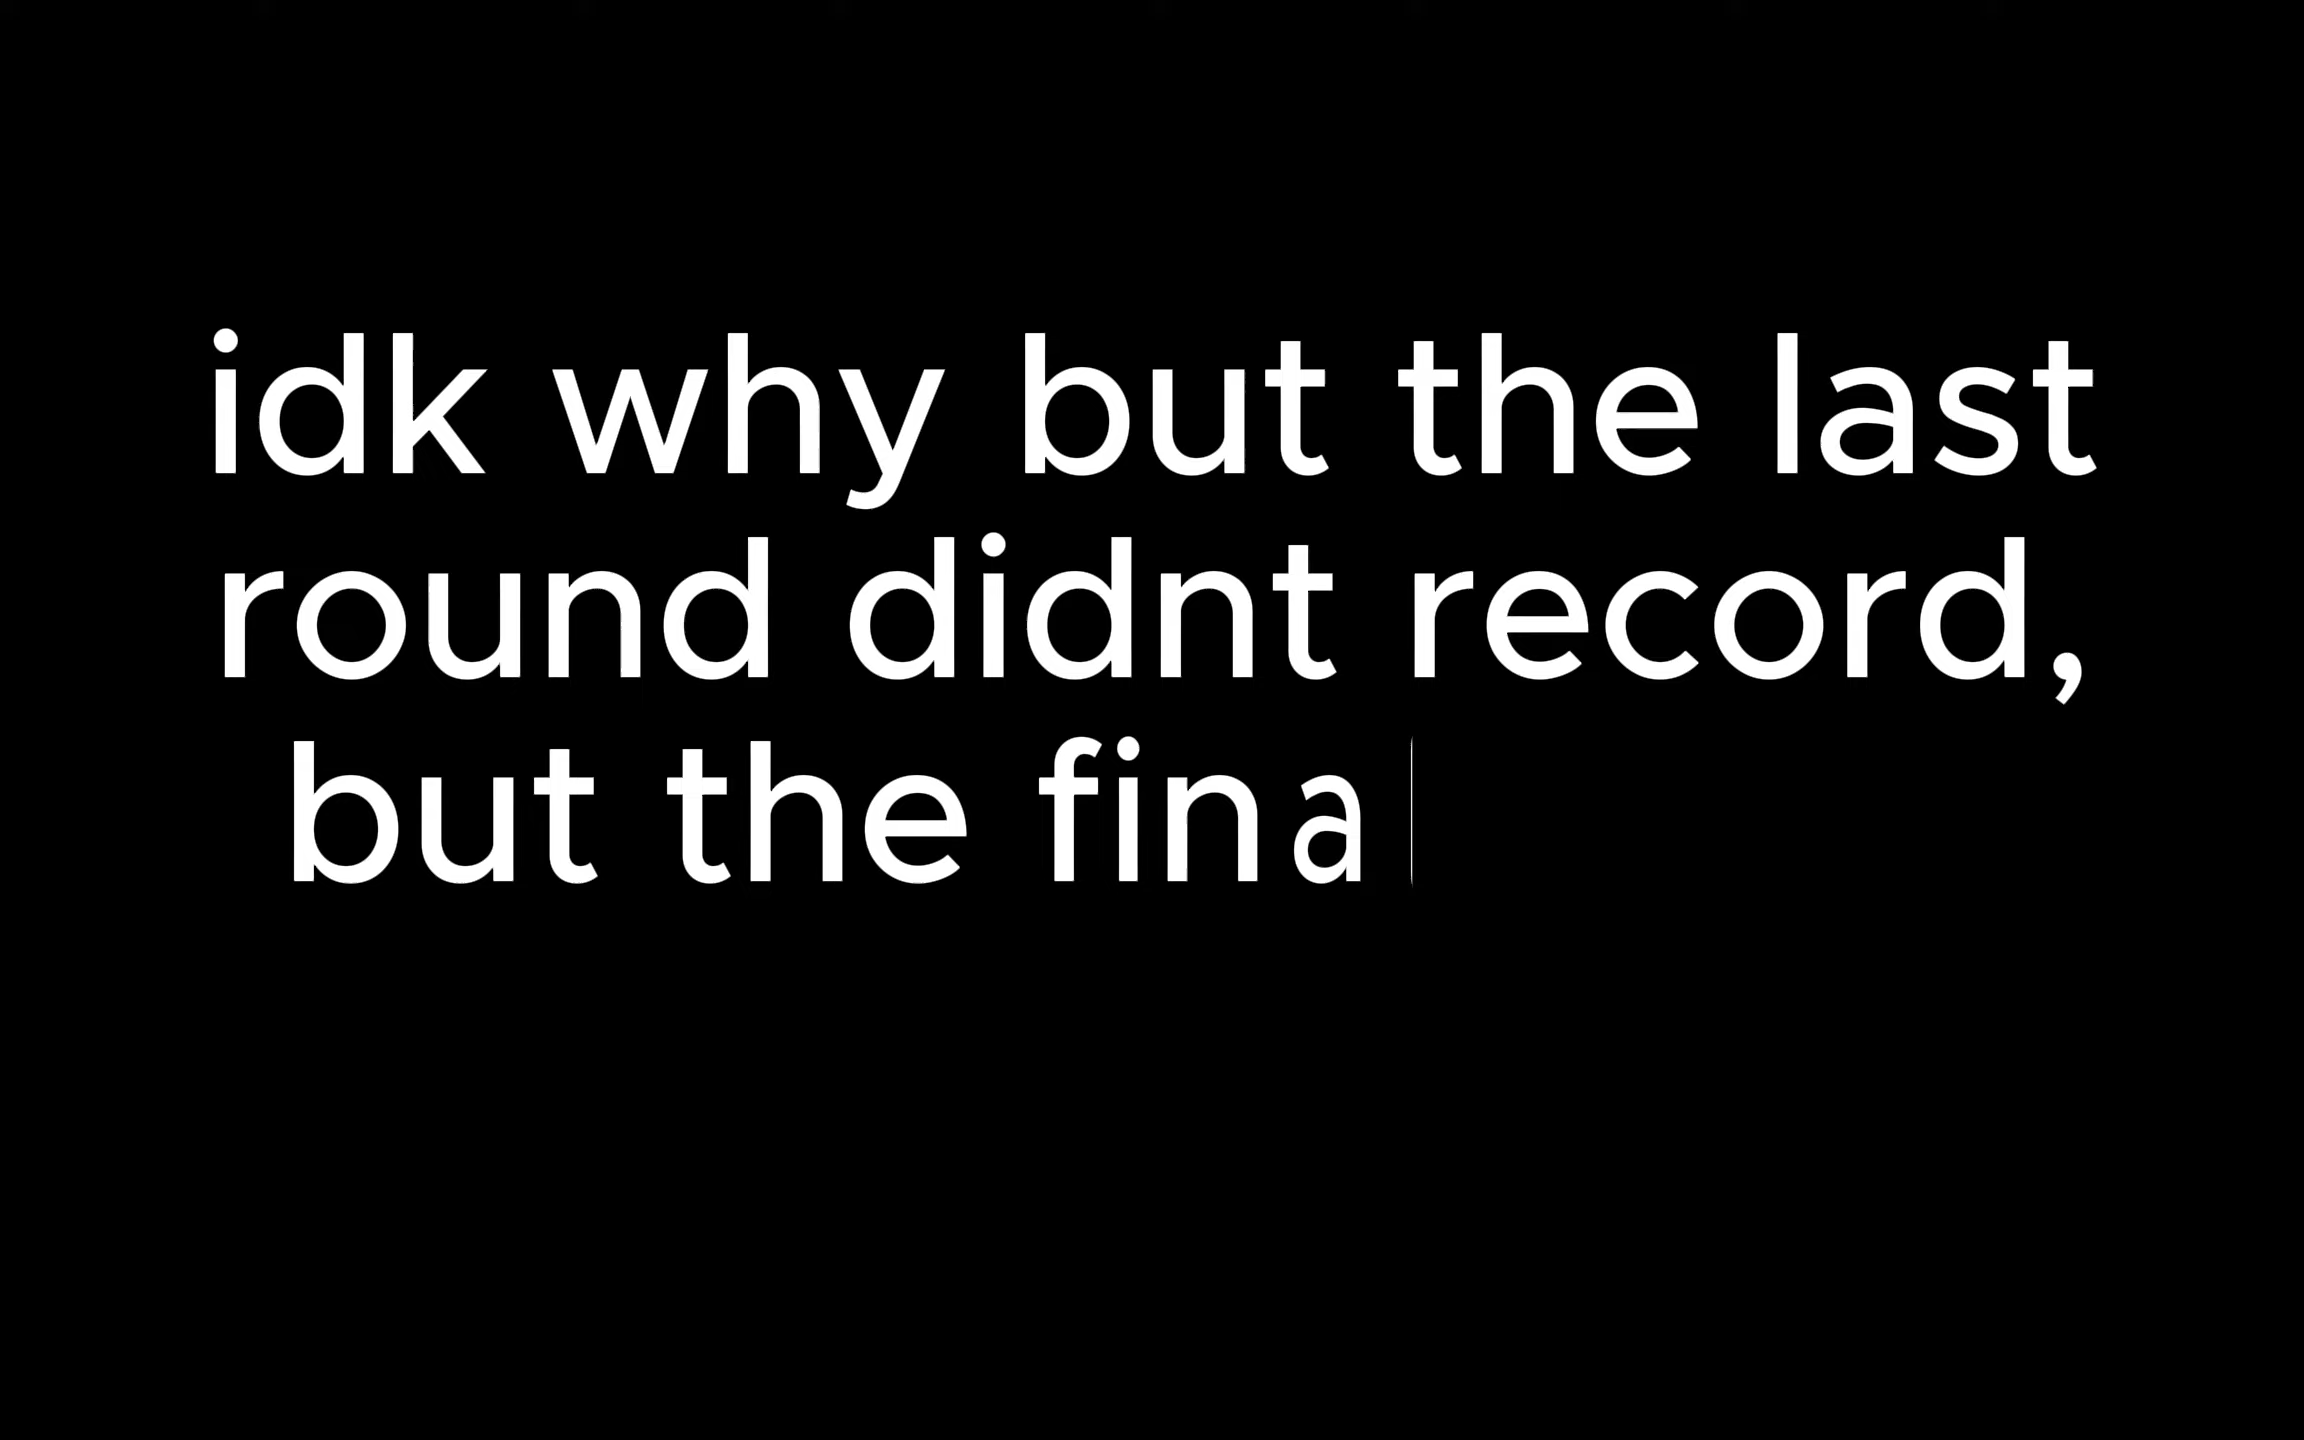 idk why but the last
round didnt record,
but the final